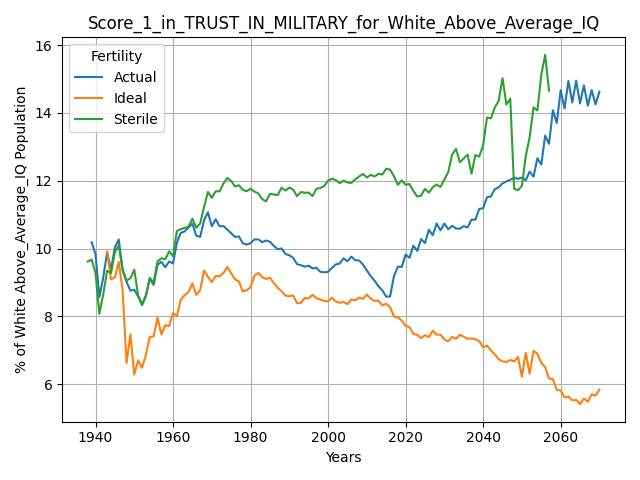 Score_1_in_TRUST_IN_MILITARY_for_White_Above_Average_IQ
% of White Above_Average_IQ Population
16
14
12
10
8
6
Fertility
Actual
Ideal
Sterile
1940 1960 1980 2000 2020 2040 2060
Years